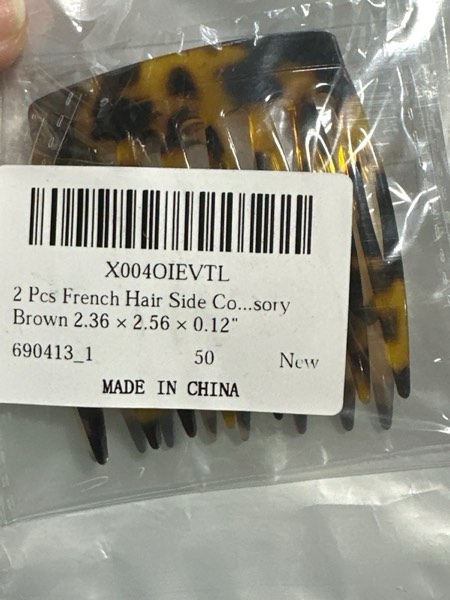 X004OIEVTL
2 Pcs French Hair Side Co...sory
Brown 2.36 × 2.56 × 0.12"
690413_1 50 New
MADE IN CHINA